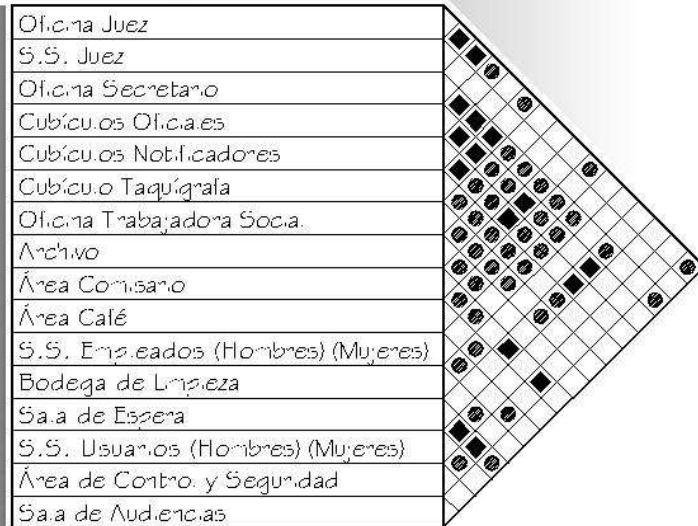 Oficina Juez
S.S. Juez
Oficina Secretario
Cubículos Oficiales
Cubículos Notificadores
Cubículo Taquígrafa
Oficina Trabajadora Social
Archivo
Área Comisario
Área Café
S.S. Empleados (Hombres) (Mujeres)
Bodega de Limpieza
Sala de Espera
S.S. Usuarios (Hombres) (Mujeres)
Área de Control y Seguridad
Sala de Audiencias